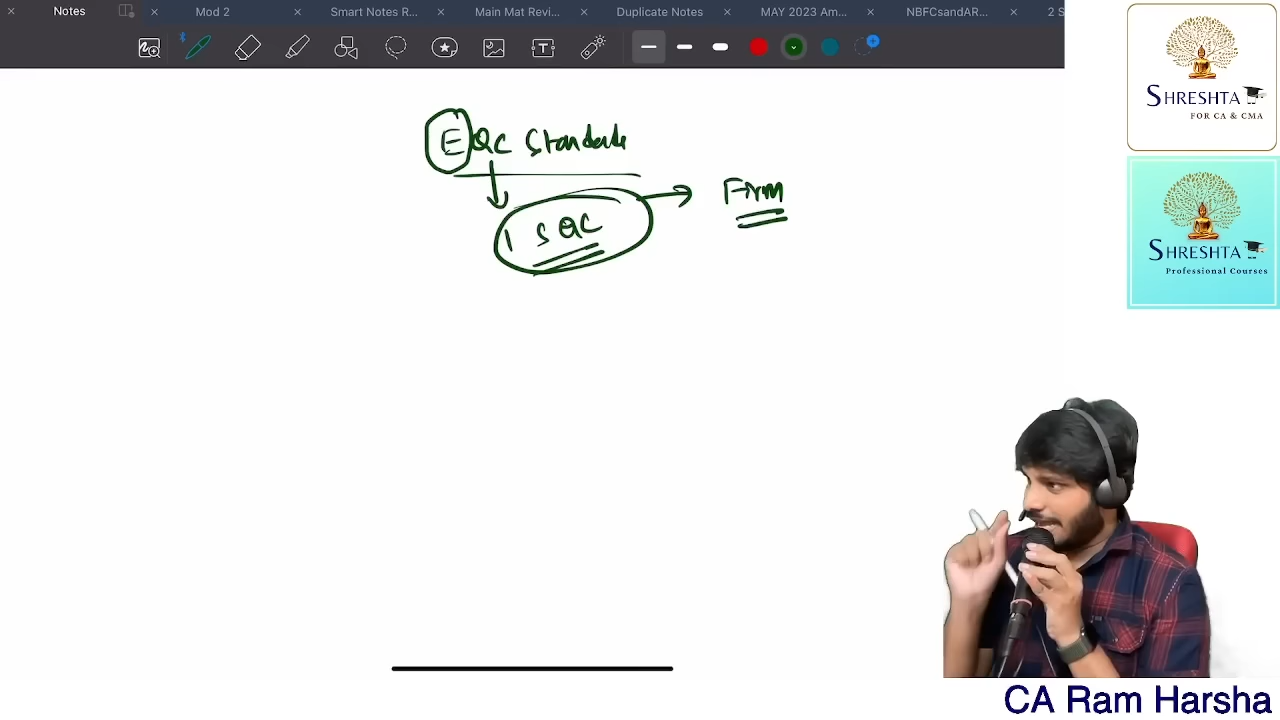 Notes
Mod 2
Smart Notes R...
Main Mat Revi...
Duplicate Notes
MAY 2023 Am...
NBFCsandAR...
2 S
EQC Standards
1 SQC
Firm
SHRESHTA
FOR CA & CMA
SHRESHTA
Professional Courses
CA Ram Harsha